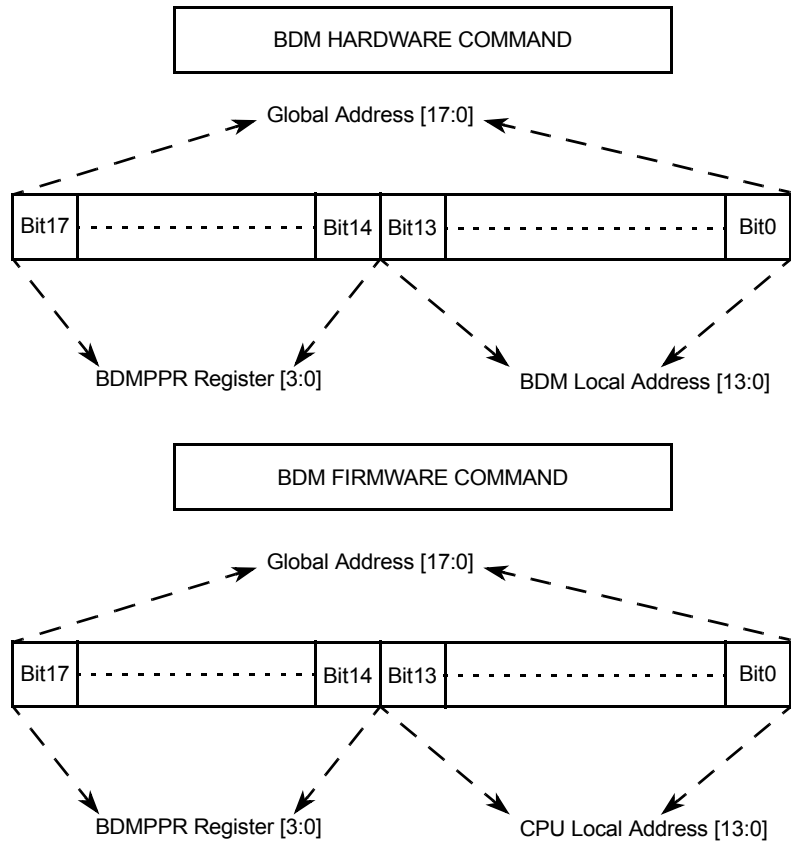 BDM HARDWARE COMMAND
Global Address [17:0]
Bit17 Bit14 Bit13 Bit0
BDMPPR Register [3:0] BDM Local Address [13:0]
BDM FIRMWARE COMMAND
Global Address [17:0]
Bit17 Bit14 Bit13 Bit0
BDMPPR Register [3:0] CPU Local Address [13:0]